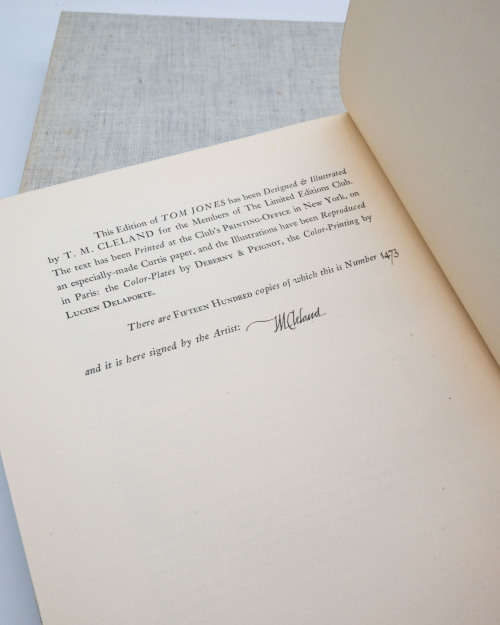 This Edition of TOM JONES has been Designed & Illustrated
by T. M. CLELAND for the Members of The Limited Editions Club.
The text has been Printed at the Club's PRINTING-OFFICE in New York, on
an especially-made Curtis paper, and the Illustrations have been Reproduced
in Paris: the Color-Plates by DEBERNY & PEIGNOT, the Color-Printing by
LUCIEN DELAPORTE.
There are FIFTEEN HUNDRED copies of which this is Number 1473
and it is here signed by the Artist: TMCleland